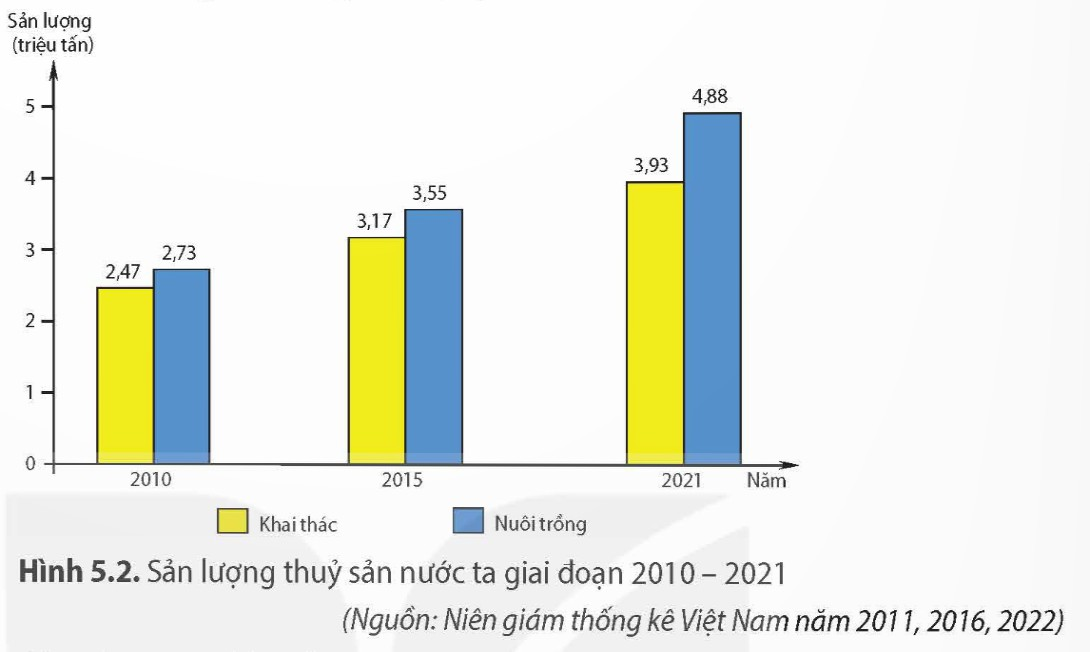 Sản lượng
(triệu tấn)
5
4
3
2
1
0
2,47
2,73
3,17
3,55
3,93
4,88
2010
2015
2021
Năm
Khai thác
Nuôi trồng
Hình 5.2. Sản lượng thuỷ sản nước ta giai đoạn 2010 – 2021
(Nguồn: Niên giám thống kê Việt Nam năm 2011, 2016, 2022)